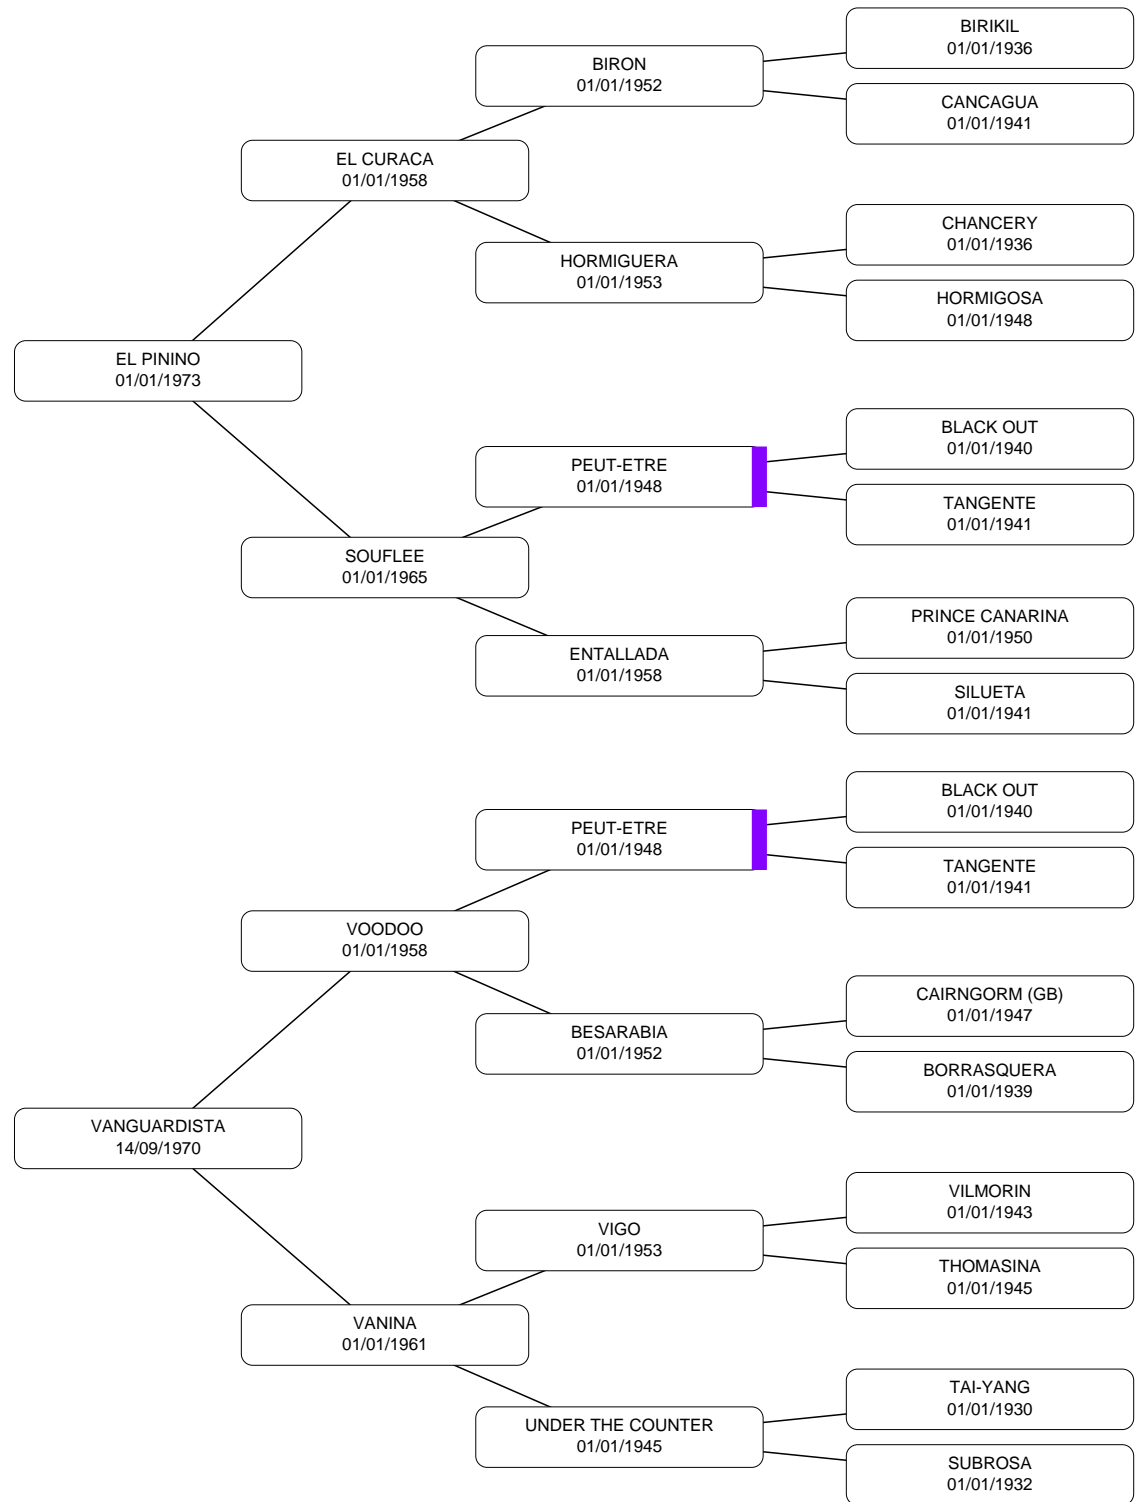 BIRIKIL
01/01/1936
BIRON
01/01/1952
CANCAGUA
01/01/1941
EL CURACA
01/01/1958
CHANCERY
01/01/1936
HORMIGUERA
01/01/1953
HORMIGOSA
01/01/1948
EL PININO
01/01/1973
BLACK OUT
01/01/1940
PEUT-ETRE
01/01/1948
TANGENTE
01/01/1941
SOUFLEE
01/01/1965
PRINCE CANARINA
01/01/1950
ENTALLADA
01/01/1958
SILUETA
01/01/1941
BLACK OUT
01/01/1940
PEUT-ETRE
01/01/1948
TANGENTE
01/01/1941
VOODOO
01/01/1958
CAIRNGORM (GB)
01/01/1947
BESARABIA
01/01/1952
BORRASQUERA
01/01/1939
VANGUARDISTA
14/09/1970
VILMORIN
01/01/1943
VIGO
01/01/1953
THOMASINA
01/01/1945
VANINA
01/01/1961
TAI-YANG
01/01/1930
UNDER THE COUNTER
01/01/1945
SUBROSA
01/01/1932